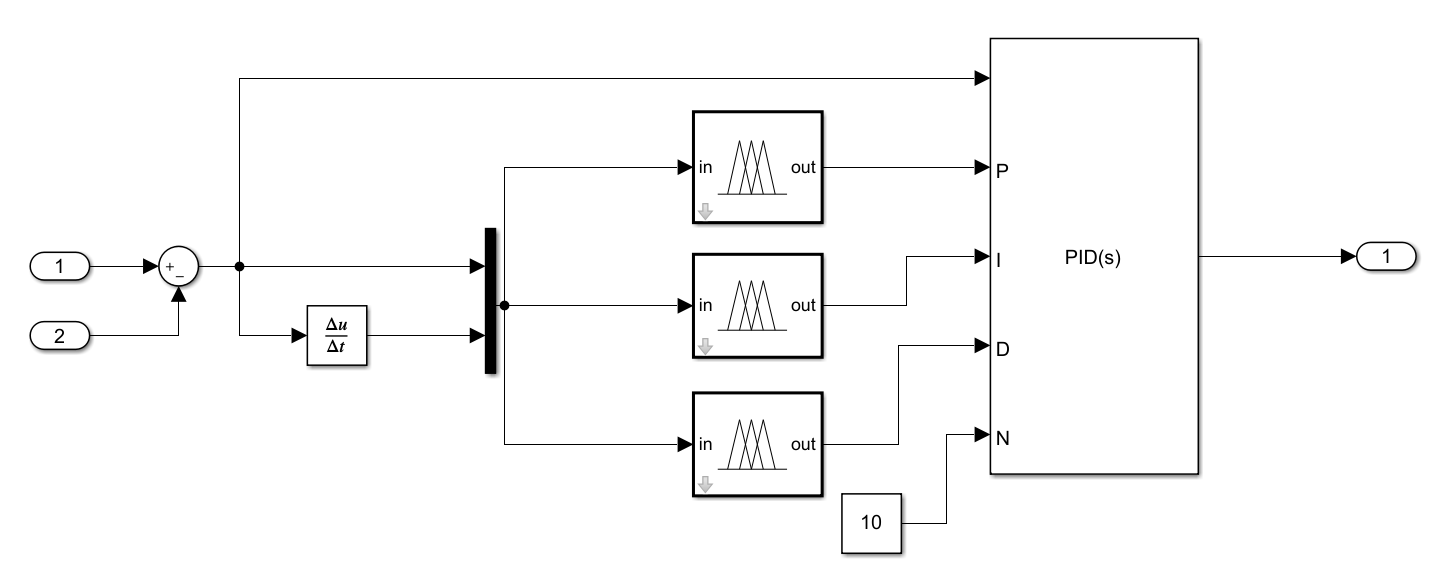 in out
P
1 + − in out I PID(s) 1
2 Δu
Δt
D
in out
N
10